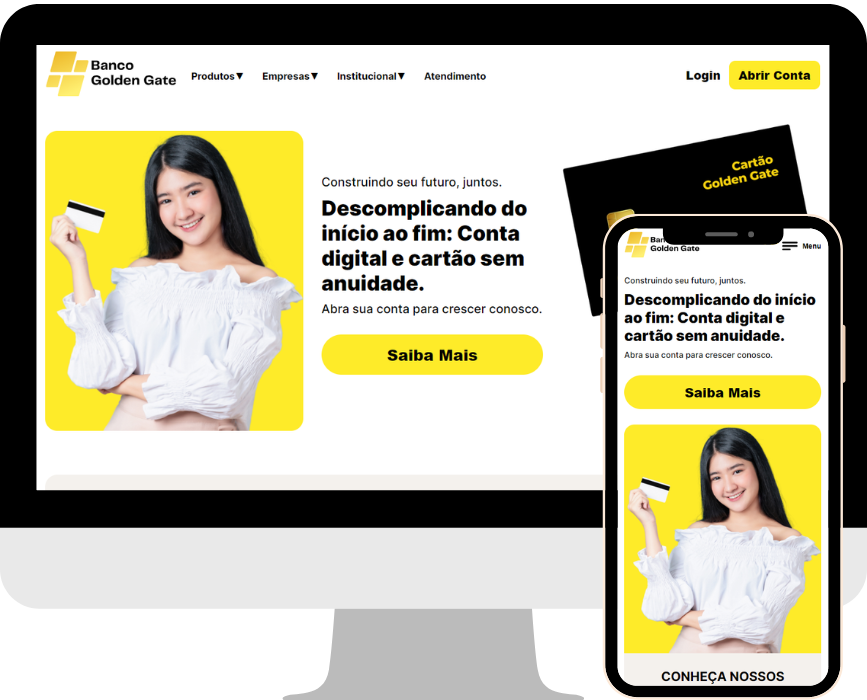 Banco
Golden Gate
Produtos▼
Empresas▼
Institucional▼
Atendimento
Login
Abrir Conta
Construindo seu futuro, juntos.
Descomplicando do
início ao fim: Conta
digital e cartão sem
anuidade.
Abra sua conta para crescer conosco.
Saiba Mais
Cartão
Golden Gate
Golden Gate
Menu
Construindo seu futuro, juntos.
Descomplicando do início
ao fim: Conta digital e
cartão sem anuidade.
Abra sua conta para crescer conosco.
Saiba Mais
CONHEÇA NOSSOS